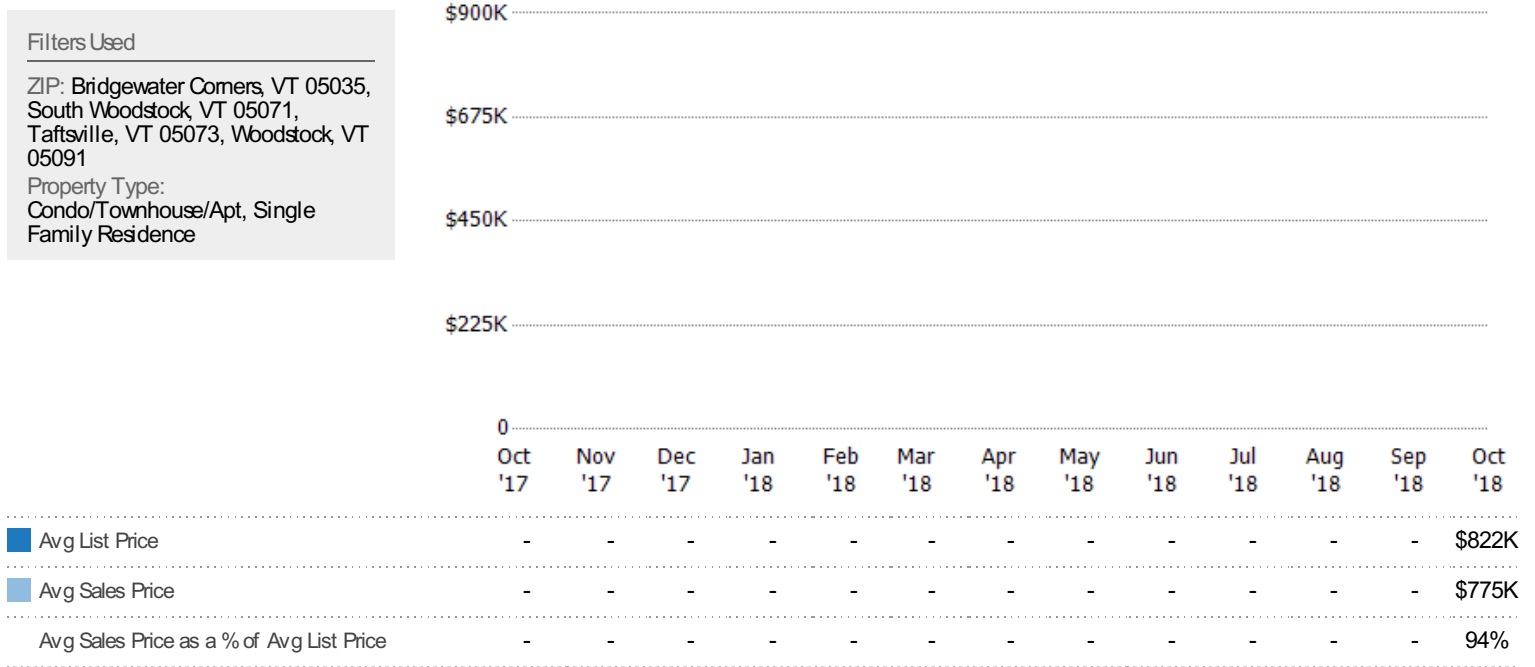 Filters Used
ZIP: Bridgewater Corners, VT 05035,
South Woodstock, VT 05071,
Taftsville, VT 05073, Woodstock, VT
05091
Property Type:
Condo/Townhouse/Apt, Single
Family Residence
$900K
$675K
$450K
$225K
0
Oct Nov Dec Jan Feb Mar Apr May Jun Jul Aug Sep Oct
'17 '17 '17 '18 '18 '18 '18 '18 '18 '18 '18 '18 '18
Avg List Price - - - - - - - - - - - - $822K
Avg Sales Price - - - - - - - - - - - - $775K
Avg Sales Price as a % of Avg List Price - - - - - - - - - - - - 94%